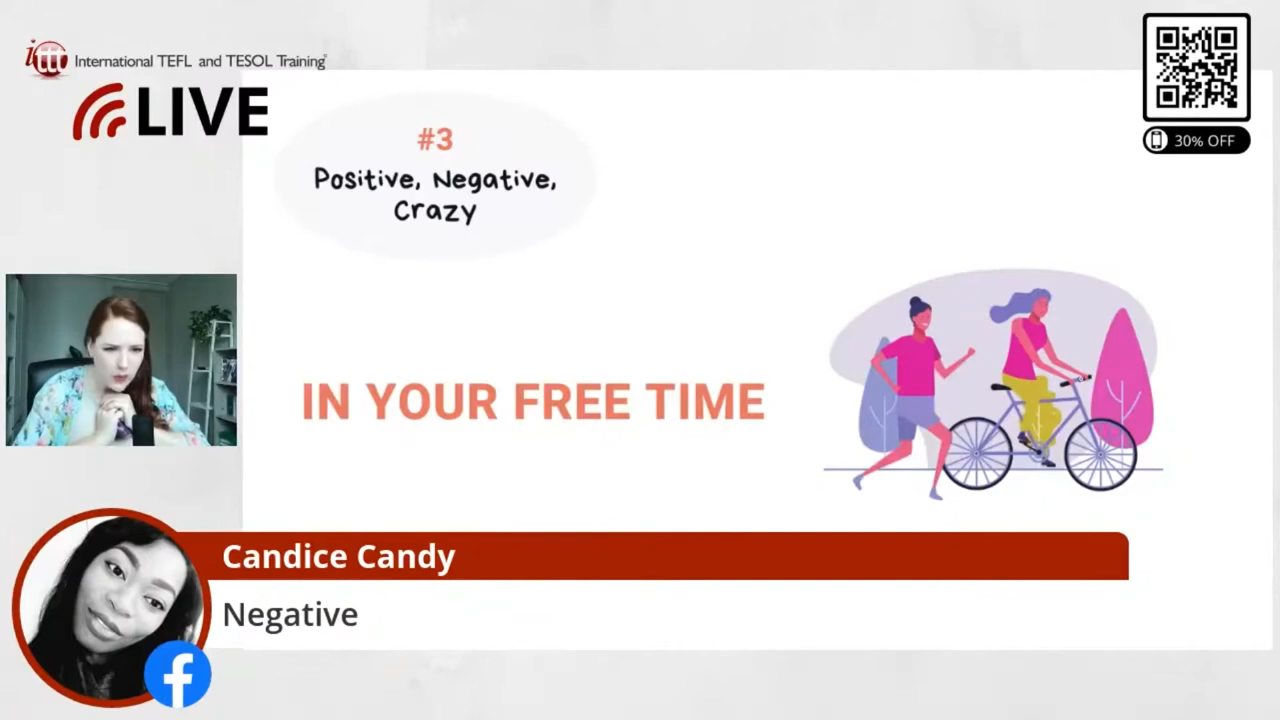 ittt International TEFL and TESOL Training
LIVE
#3
Positive, Negative,
Crazy
30% OFF
IN YOUR FREE TIME
Candice Candy
Negative